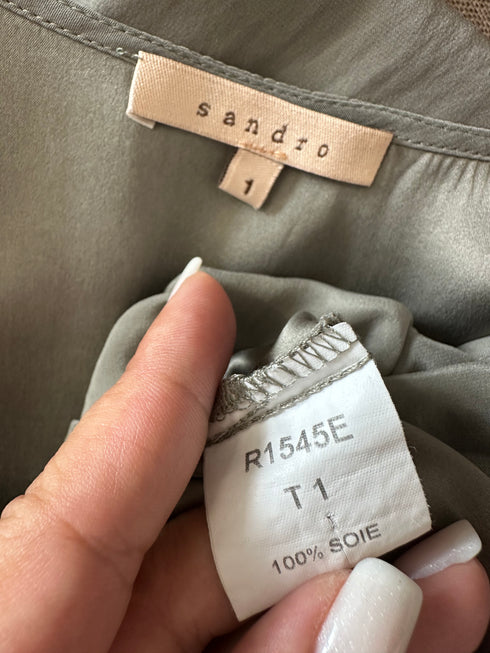 sandro
1
R1545E
T 1
100% SOIE